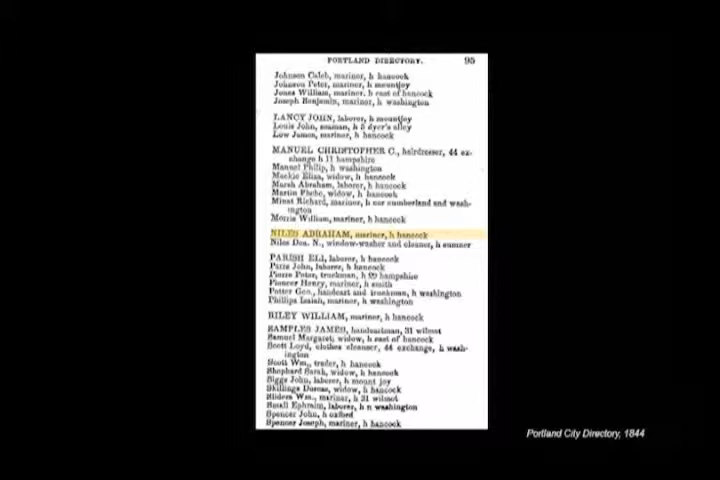 PORTLAND DIRECTORY. 95
Johnson Caleb, mariner, h hancock
Johnson Peter, mariner, h mountjoy
Jones William, mariner, h east of hancock
Joseph Benjamin, mariner, h washington
LANCY JOHN, laborer, h mountjoy
Louis John, seaman, h 5 dyer's alley
Low James, mariner, h hancock
MANUEL CHRISTOPHER C., hairdresser, 44 ex-
change h 11 hampshire
Manuel Philip, h washington
Mackie Eliza, widow, h hancock
Marsh Abraham, laborer, h hancock
Martin Phebe, widow, h hancock
Minot Richard, mariner, h cor cumberland and wash-
ington
Morris William, mariner, h hancock
NILES ABRAHAM, mariner, h hancock
Niles Dea. N., window-washer and cleaner, h sumner
PARISH ELI, laborer, h hancock
John, laborer, h hancock
Pierre Peter, truckman, h 29 hampshire
Pioneer Henry, mariner, h smith
Potter Geo., handcart and truckman, h washington
Phillips Isaiah, mariner, h washington
RILEY WILLIAM, mariner, h hancock
SAMPLES JAMES, handcartman, 31 wilmot
Samuel Margaret, widow, h east of hancock
Scott Loyd, clothes cleanser, 44 exchange, h wash-
ington
Scott Wm., trader, h hancock
Shephard Sarah, widow, h hancock
Siggs John, laborer, h mount joy
Skillings Dorcas, widow, h hancock
Sliders Wm., mariner, h 31 wilmot
Small Ephraim, laborer, h n washington
Spencer John, h oxford
Spencer Joseph, mariner, h hancock
Portland City Directory, 1844